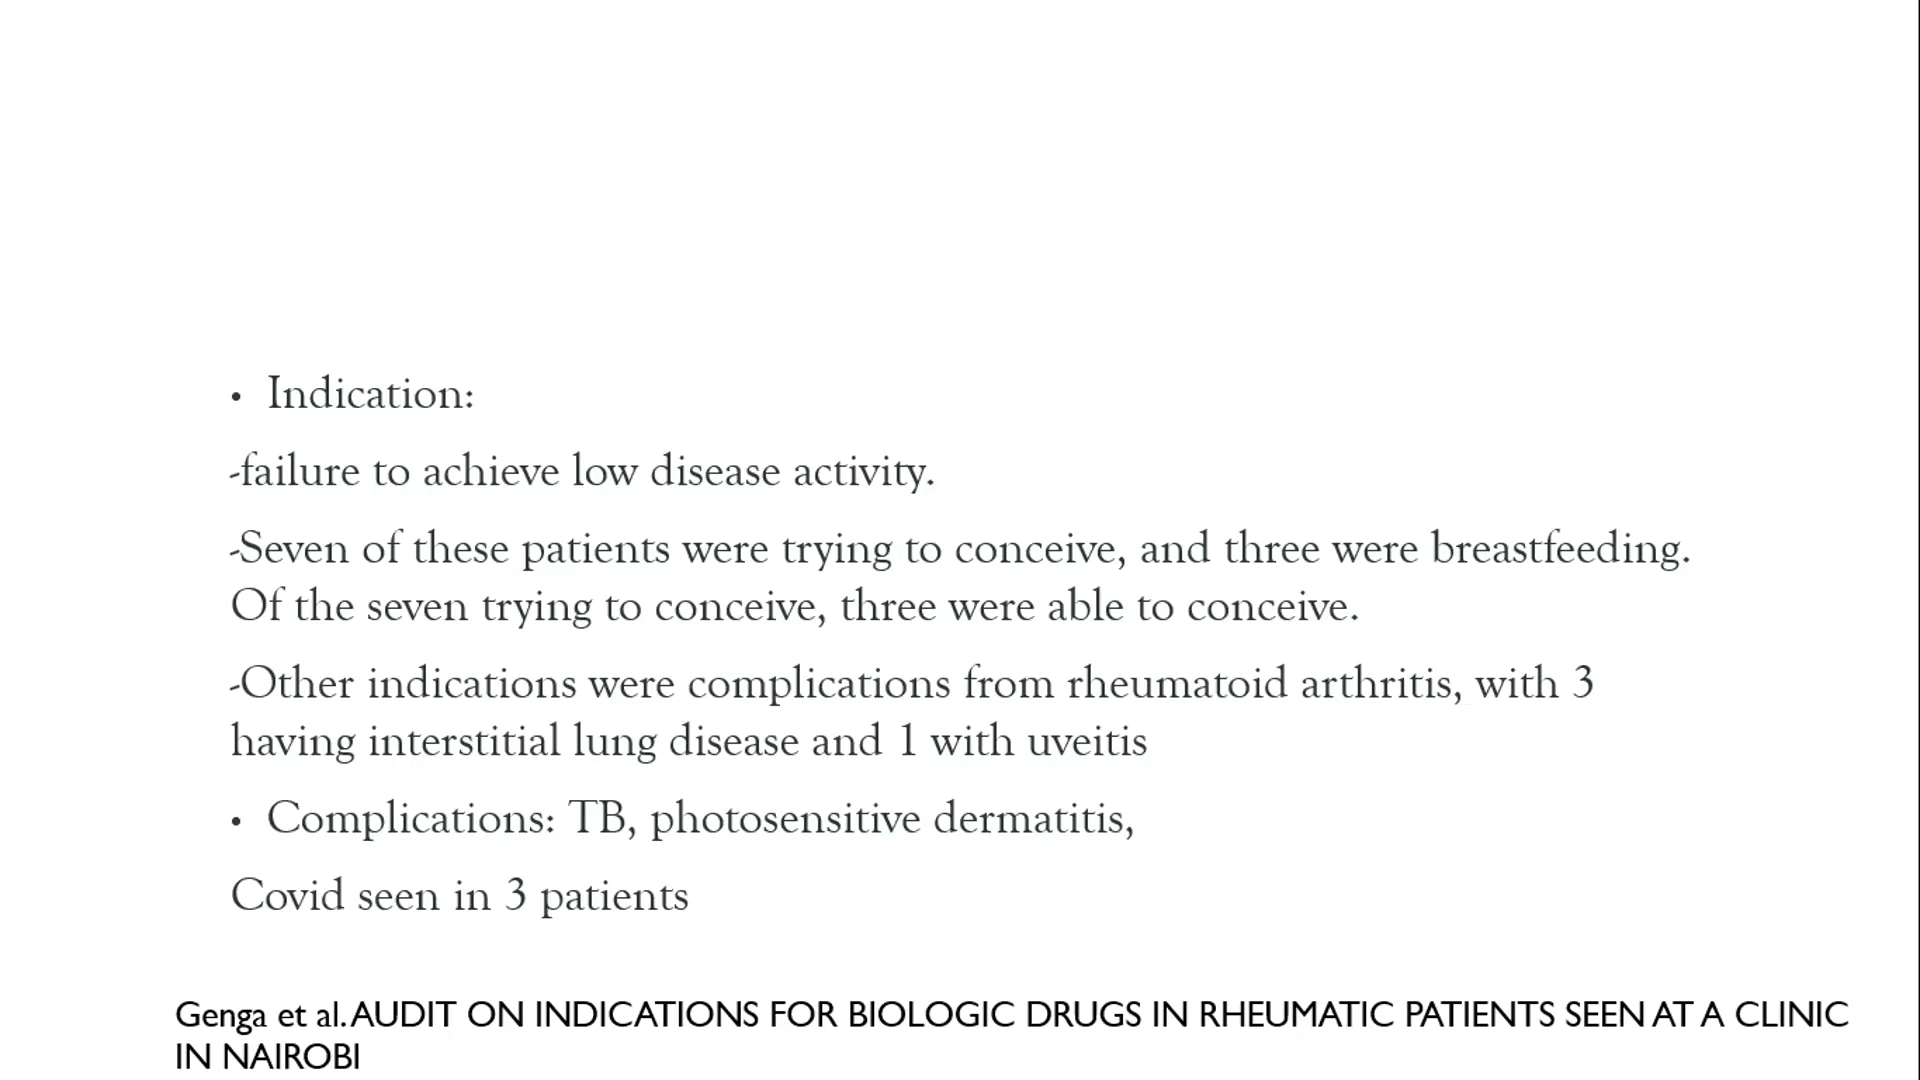 • Indication:
-failure to achieve low disease activity.
-Seven of these patients were trying to conceive, and three were breastfeeding.
Of the seven trying to conceive, three were able to conceive.
-Other indications were complications from rheumatoid arthritis, with 3
having interstitial lung disease and 1 with uveitis
• Complications: TB, photosensitive dermatitis,
Covid seen in 3 patients
Genga et al. AUDIT ON INDICATIONS FOR BIOLOGIC DRUGS IN RHEUMATIC PATIENTS SEEN AT A CLINIC
IN NAIROBI